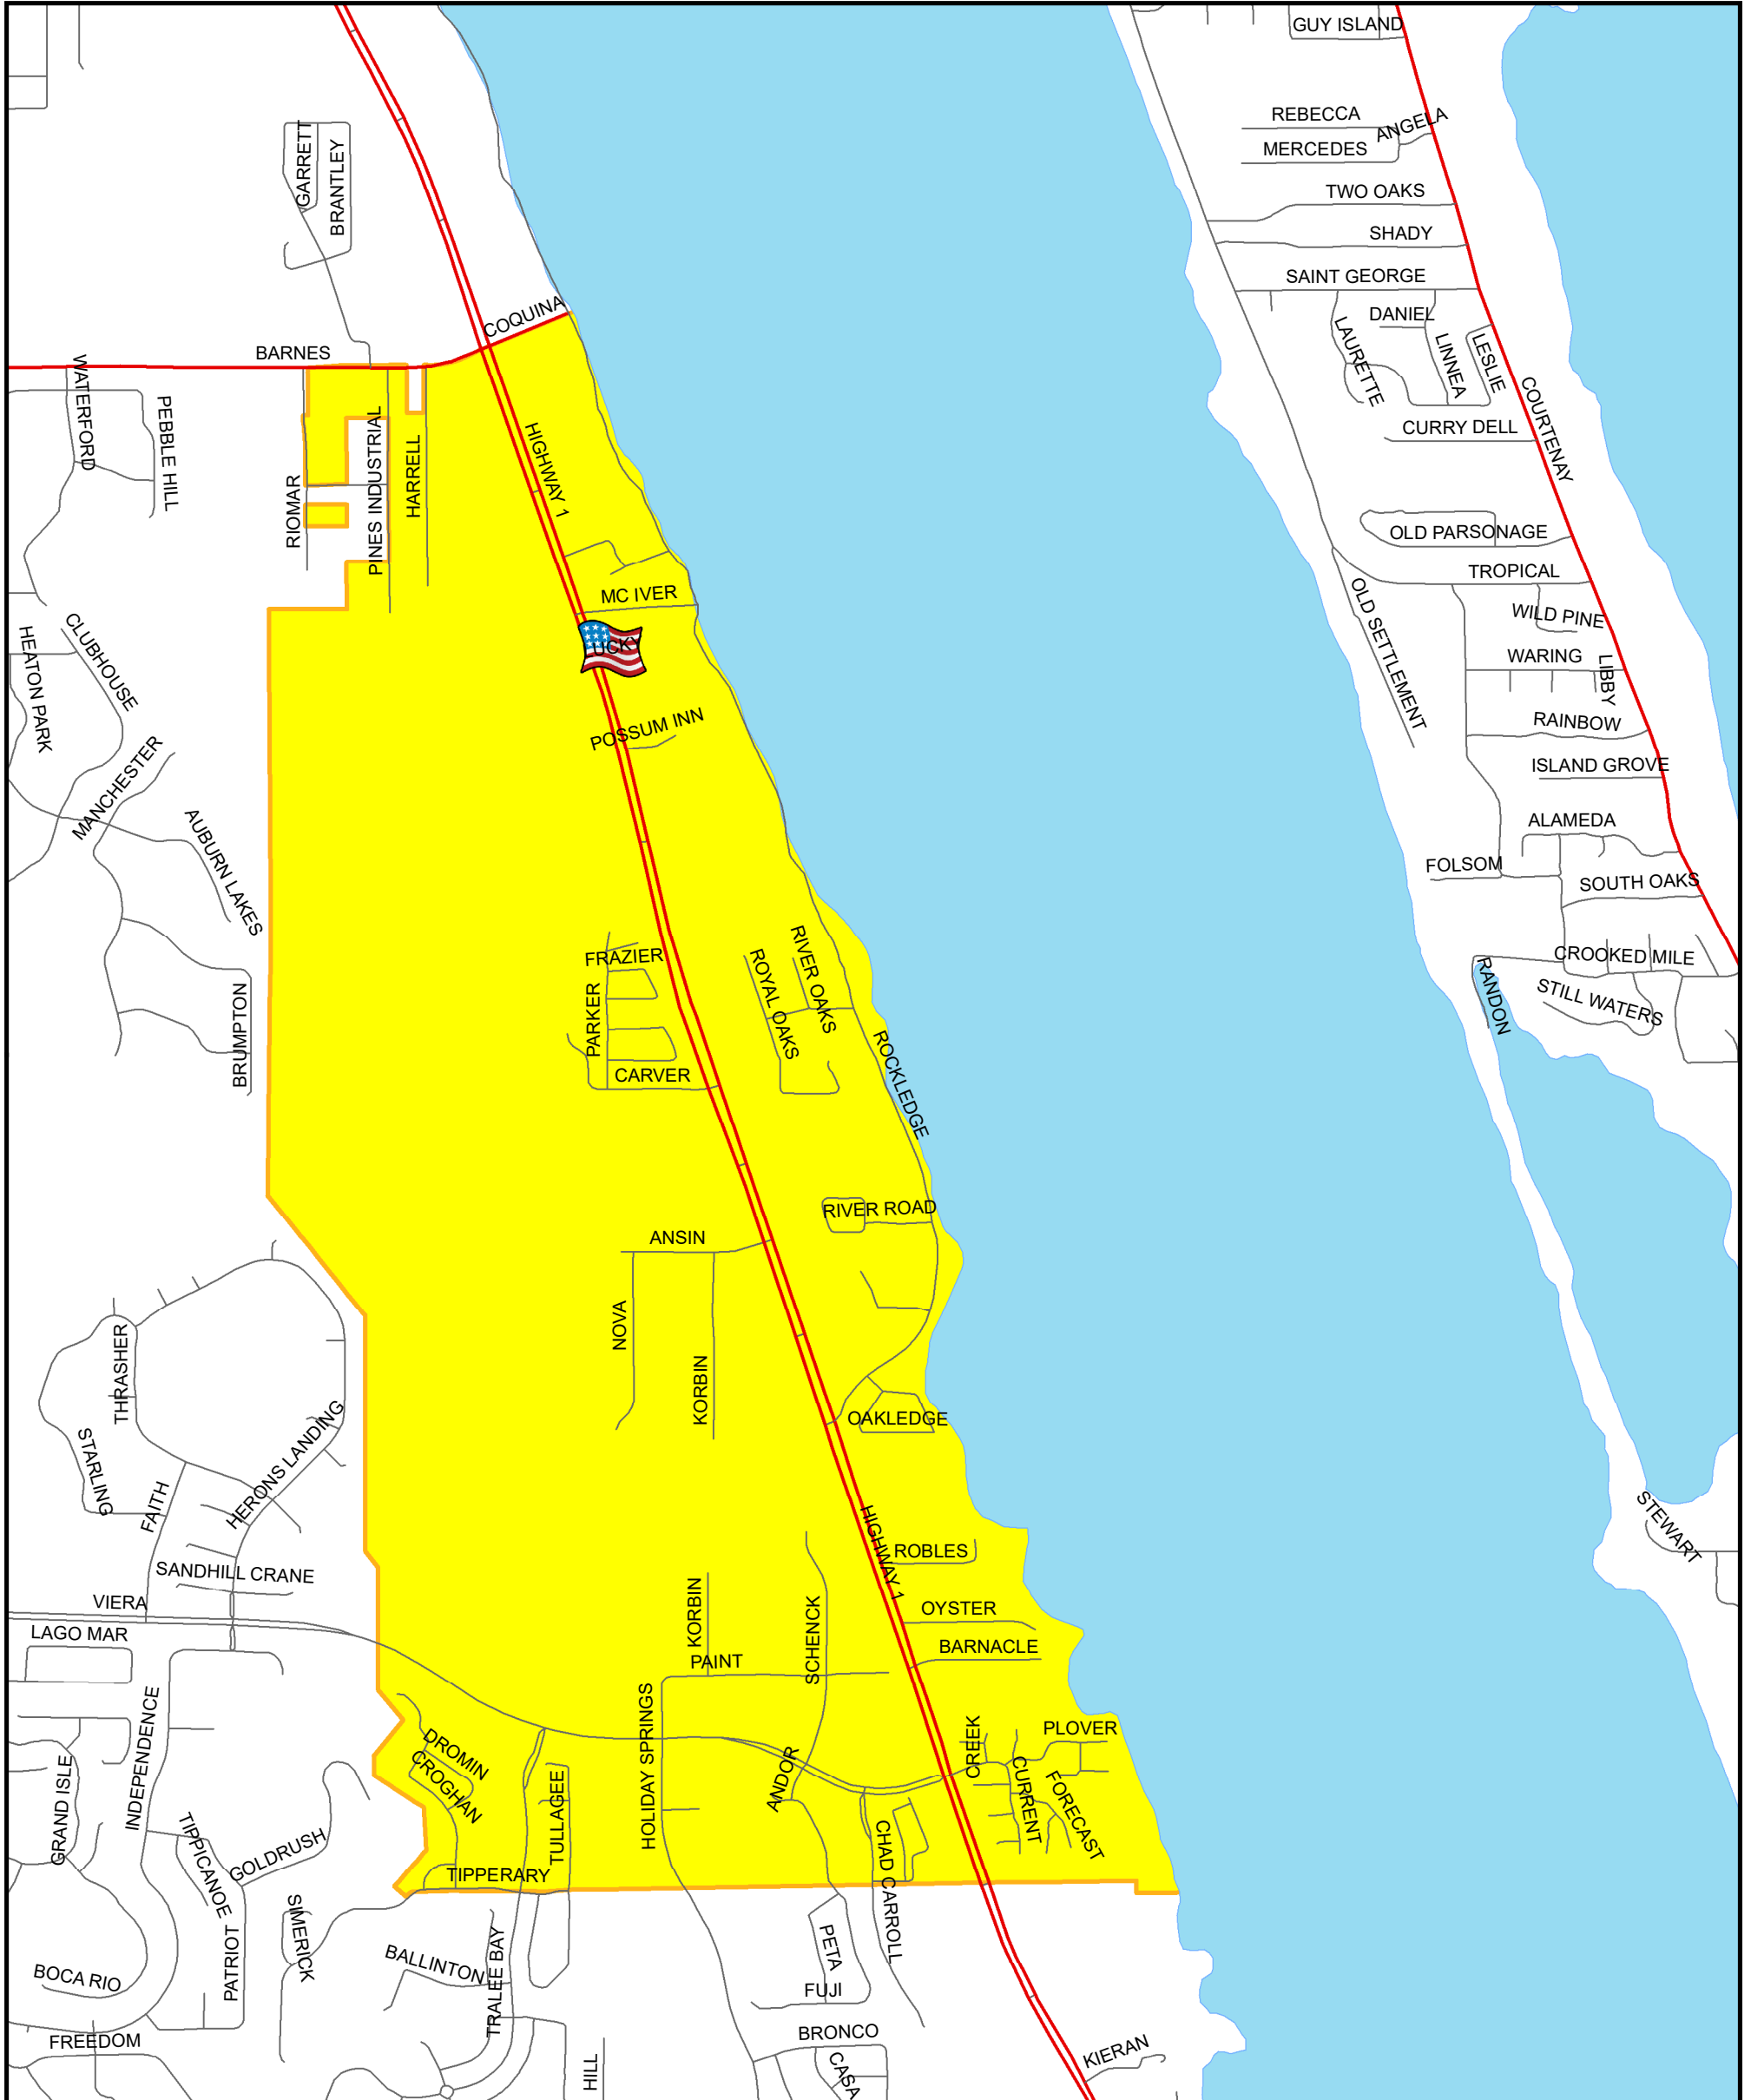 GUY ISLAND
REBECCA
ANGELA
MERCEDES
GARRETT
BRANTLEY
TWO OAKS
SHADY
SAINT GEORGE
COQUINA
DANIEL
LAURETTE
LINNEA
LESLIE
BARNES
WATERFORD
PEBBLE HILL
COURTENAY
CURRY DELL
HIGHWAY 1
RIOMAR
PINES INDUSTRIAL
HARRELL
OLD PARSONAGE
TROPICAL
MC IVER
OLD SETTLEMENT
WILD PINE
UCKY
CLUBHOUSE
HEATON PARK
WARING
LIBBY
POSSUM INN
RAINBOW
MANCHESTER
ISLAND GROVE
AUBURN LAKES
ALAMEDA
FOLSOM
SOUTH OAKS
FRAZIER
ROYAL OAKS
RIVER OAKS
CROOKED MILE
RANDON
STILL WATERS
PARKER
BRUMPTON
CARVER
ROCKLEDGE
RIVER ROAD
ANSIN
NOVA
KORBIN
THRASHER
OAKLEDGE
STARLING
FAITH
HERONS LANDING
HIGHWAY 1
STEWART
ROBLES
SANDHILL CRANE
VIERA
KORBIN
SCHENCK
OYSTER
LAGO MAR
BARNACLE
PAINT
INDEPENDENCE
HOLIDAY SPRINGS
CREEK
PLOVER
DROMIN
CROGHAN
TULLAGEE
ANDOR
CURRENT
FORECAST
GRAND ISLE
TIPPICANOE
GOLDRUSH
CHAD CARROLL
TIPPERARY
SIMERICK
PATRIOT
BALLINTON
TRALEE BAY
PETA
BOCA RIO
FUJI
FREEDOM
BRONCO
KIERAN
HILL
CASA